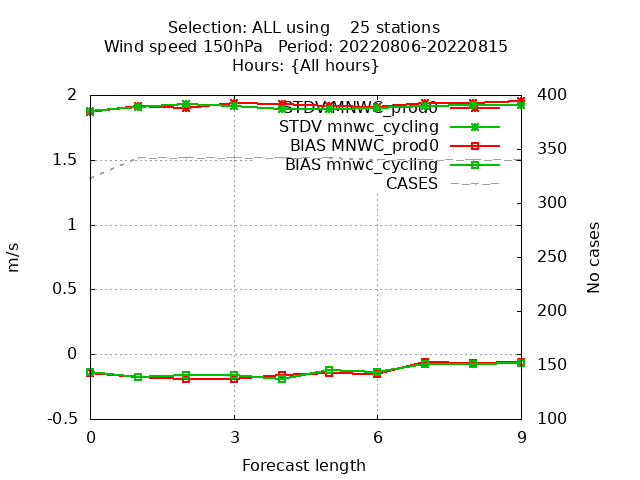 Selection: ALL using    25 stations
Wind speed 150hPa   Period: 20220806-20220815
Hours: {All hours}
2
1.5
1
0.5
0
-0.5
m/s
STDV MNWC_prod0
STDV mnwc_cycling
BIAS MNWC_prod0
BIAS mnwc_cycling
CASES
400
350
300
250
200
150
100
No cases
0
3
6
9
Forecast length